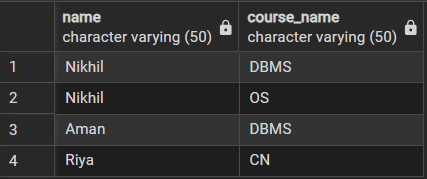 name course_name
character varying (50) character varying (50)
1 Nikhil DBMS
2 Nikhil OS
3 Aman DBMS
4 Riya CN